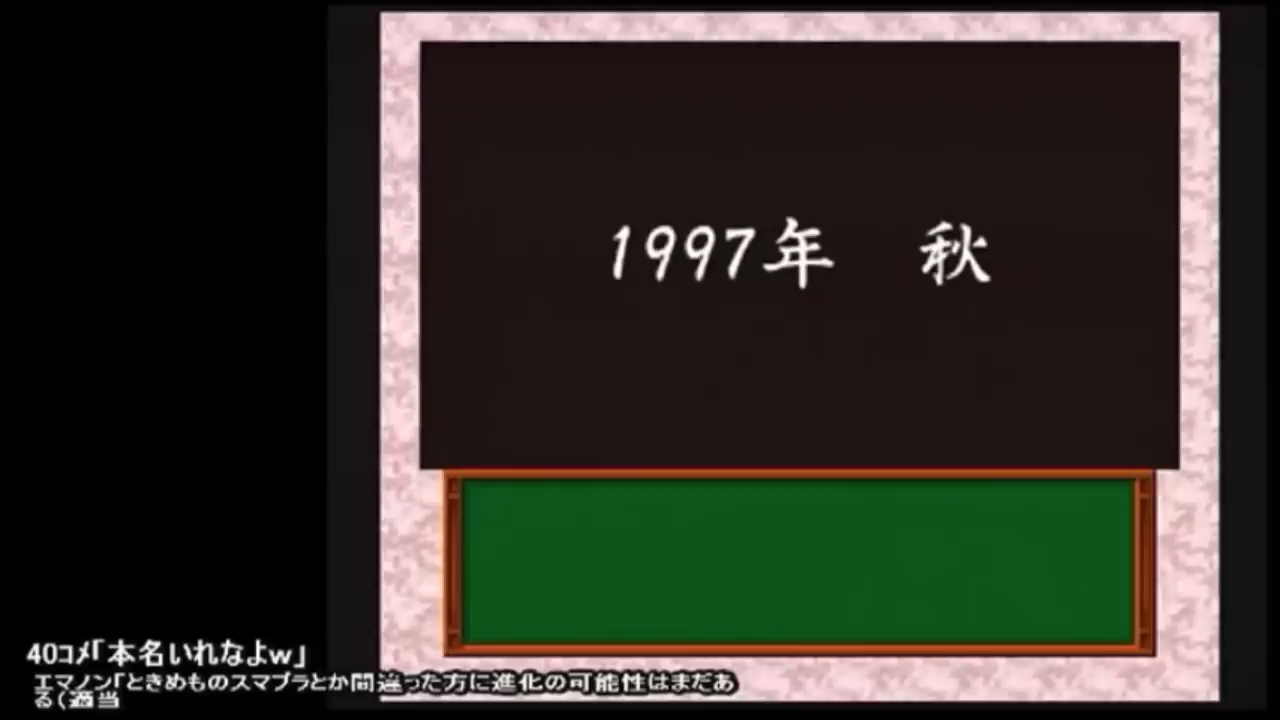 1997年　秋
40ｺﾒ「本名いれなよw」
エマノン「ときめものスマブラとか間違った方に進化の可能性はまだあ
る(適当